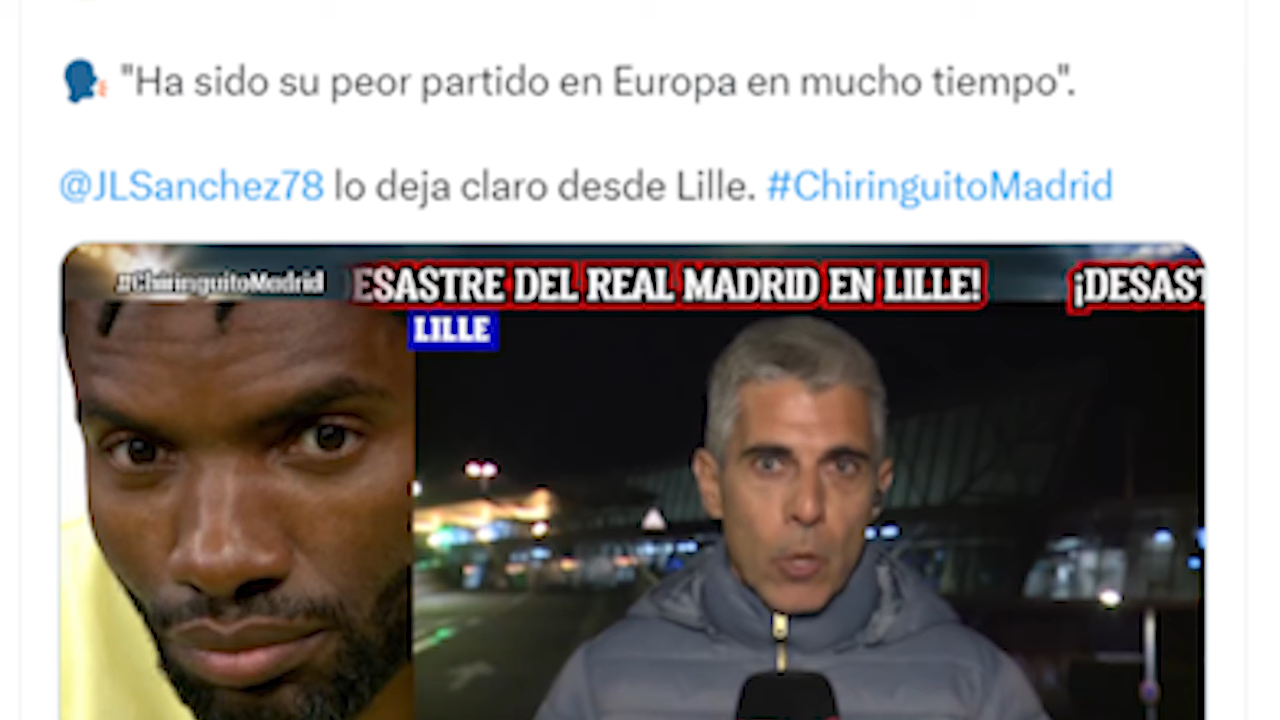 "Ha sido su peor partido en Europa en mucho tiempo".
@JLSanchez78 lo deja claro desde Lille. #ChiringuitoMadrid
#ChiringuitoMadrid ESASTRE DEL REAL MADRID EN LILLE! ¡DESAST
LILLE